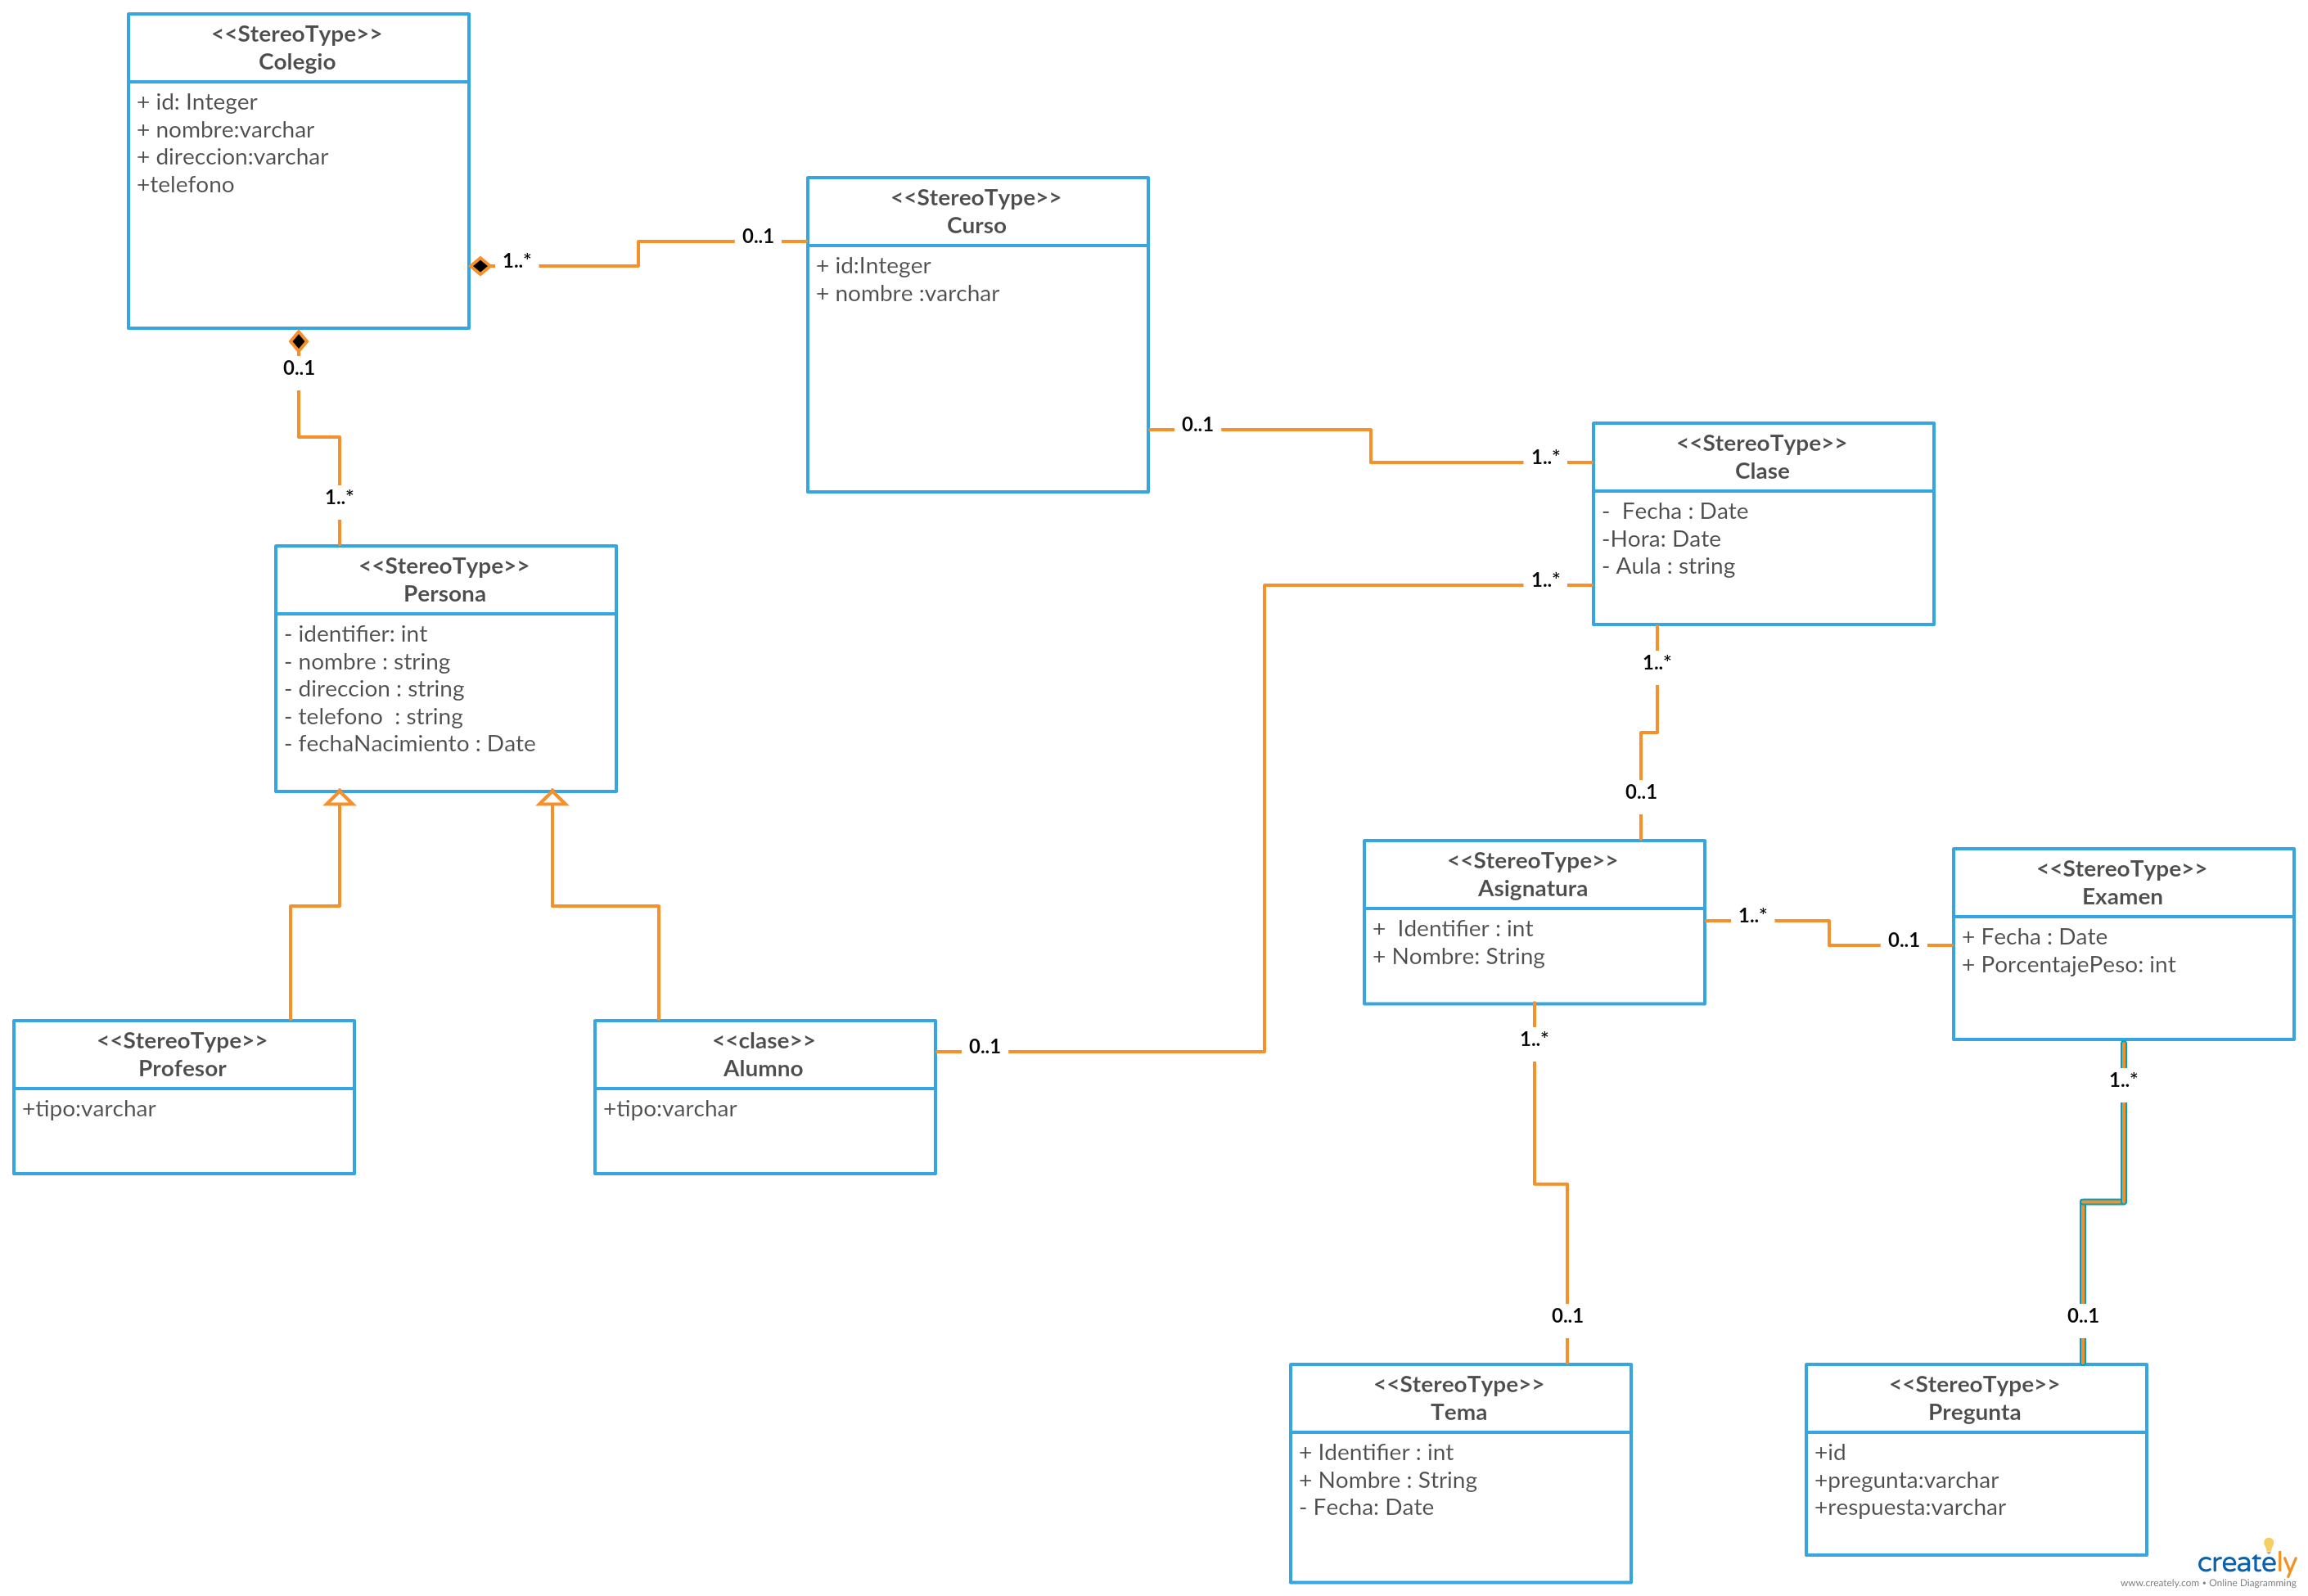 <<StereoType>>
Colegio
+ id: Integer
+ nombre:varchar
+ direccion:varchar
+telefono
1..*
0..1
<<StereoType>>
Curso
+ id:Integer
+ nombre :varchar
0..1
1..*
0..1
1..*
<<StereoType>>
Clase
-  Fecha : Date
-Hora: Date
- Aula : string
1..*
1..*
0..1
<<StereoType>>
Persona
- identifier: int
- nombre : string
- direccion : string
- telefono  : string
- fechaNacimiento : Date
<<StereoType>>
Asignatura
+  Identifier : int
+ Nombre: String
1..*
0..1
<<StereoType>>
Examen
+ Fecha : Date
+ PorcentajePeso: int
<<StereoType>>
Profesor
+tipo:varchar
<<clase>>
Alumno
+tipo:varchar
0..1
1..*
0..1
1..*
0..1
<<StereoType>>
Tema
+ Identifier : int
+ Nombre : String
- Fecha: Date
<<StereoType>>
Pregunta
+id
+pregunta:varchar
+respuesta:varchar
creately
www.creately.com • Online Diagramming